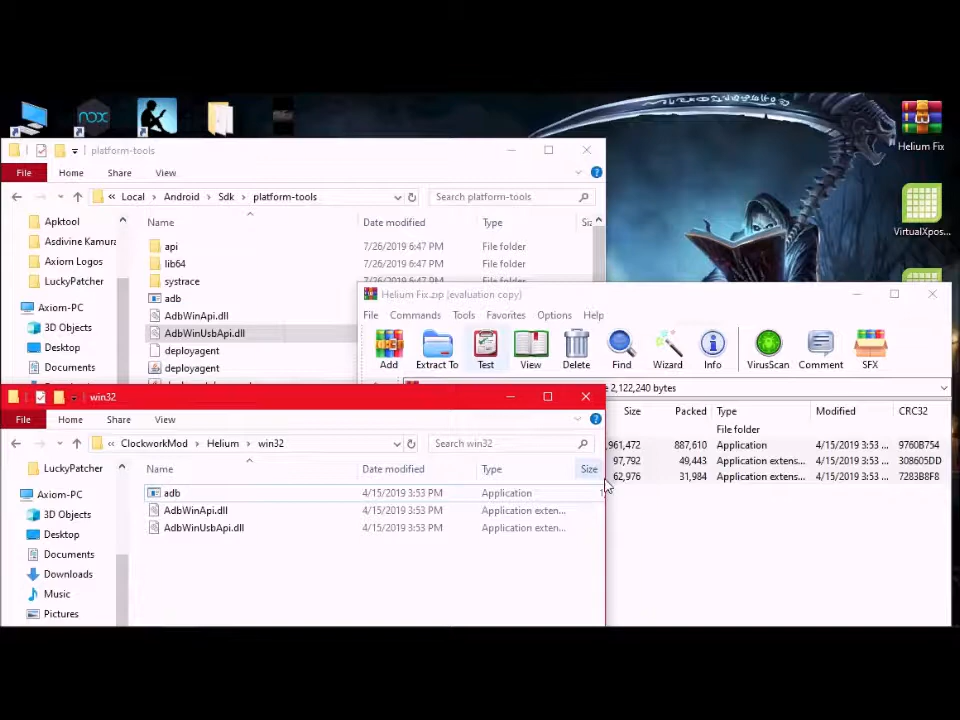 nox
Helium Fix
VirtualXpos...
platform-tools
File Home Share View
Local Android Sdk platform-tools
Search platform-tools
Name Date modified Type
Apktool
Asdivine Kamura
Axiom Logos
LuckyPatcher
Axiom-PC
3D Objects
Desktop
Documents
api 7/26/2019 6:47 PM File folder
lib64 7/26/2019 6:47 PM File folder
systrace 7/26/2019 6:47 PM File folder
adb
AdbWinApi.dll
AdbWinUsbApi.dll
deployagent
deployagent
Helium Fix.zip (evaluation copy)
File Commands Tools Favorites Options Help
Add Extract To Test View Delete Find Wizard Info VirusScan Comment SFX
2,122,240 bytes
Size Packed Type Modified CRC32
File folder
961,472 887,610 Application 4/15/2019 3:53 ... 9760B754
97,792 49,443 Application extens... 4/15/2019 3:53 ... 308605DD
62,976 31,984 Application extens... 4/15/2019 3:53 ... 7283B8F8
win32
File Home Share View
ClockworkMod Helium win32
Search win32
Name Date modified Type Size
LuckyPatcher
Axiom-PC
3D Objects
Desktop
Documents
Downloads
Music
Pictures
adb 4/15/2019 3:53 PM Application
AdbWinApi.dll 4/15/2019 3:53 PM Application exten...
AdbWinUsbApi.dll 4/15/2019 3:53 PM Application exten...